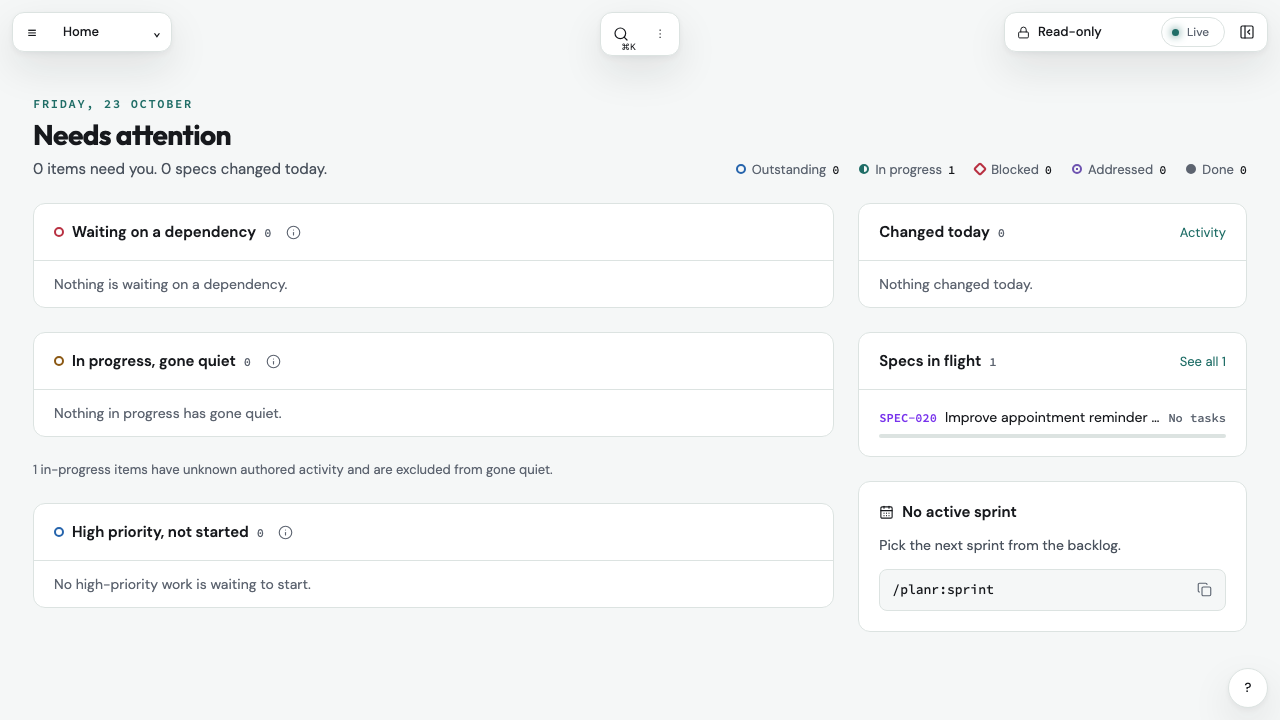 Home
⌘K
Read-only
Live
FRIDAY, 23 OCTOBER
Needs attention
0 items need you. 0 specs changed today.
Outstanding 0
In progress 1
Blocked 0
Addressed 0
Done 0
Waiting on a dependency 0
Nothing is waiting on a dependency.
Changed today 0
Activity
Nothing changed today.
In progress, gone quiet 0
Nothing in progress has gone quiet.
1 in-progress items have unknown authored activity and are excluded from gone quiet.
Specs in flight 1
See all 1
SPEC-020 Improve appointment reminder … No tasks
High priority, not started 0
No high-priority work is waiting to start.
No active sprint
Pick the next sprint from the backlog.
/planr:sprint
?